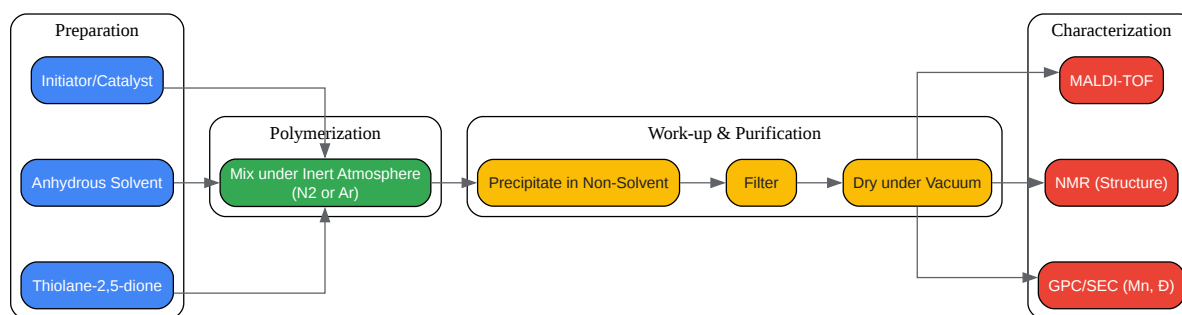 Preparation
Initiator/Catalyst
Anhydrous Solvent
Thiolane-2,5-dione
Polymerization
Mix under Inert Atmosphere
(N2 or Ar)
Work-up & Purification
Precipitate in Non-Solvent
Filter
Dry under Vacuum
Characterization
MALDI-TOF
NMR (Structure)
GPC/SEC (Mn, Đ)